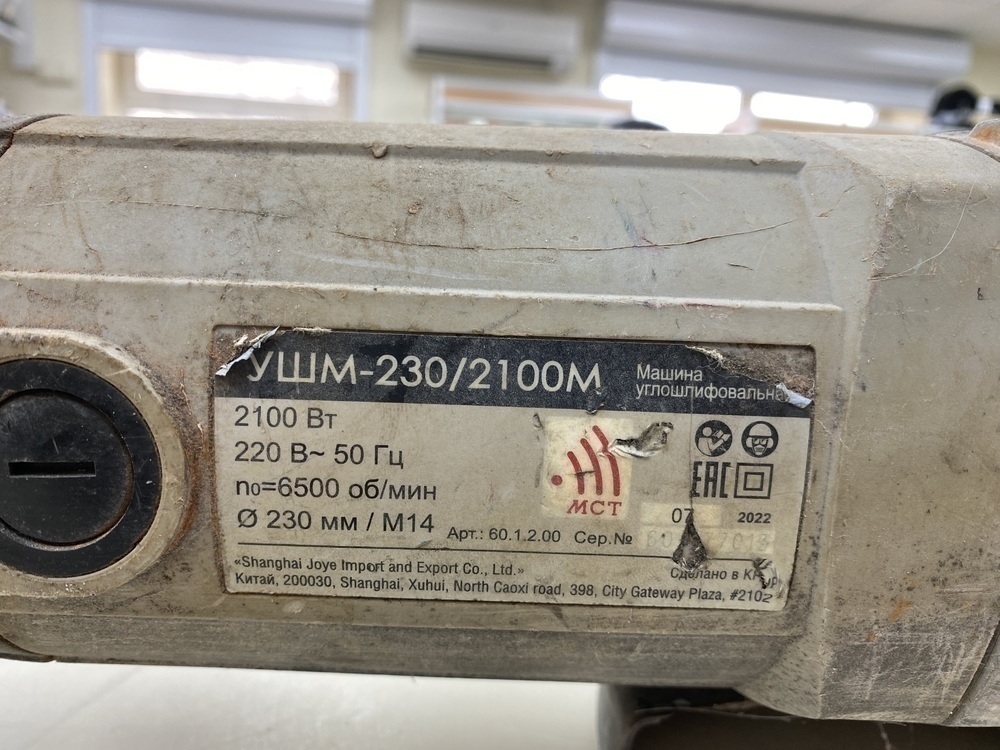 УШМ-230/2100М
Машина
углошлифовальная
2100 Вт
220 В~ 50 Гц
n₀=6500 об/мин
Ø 230 мм / М14
МСТ
EAC
07 2022
Арт.: 60.1.2.00 Сер.№
«Shanghai Joye Import and Export Co., Ltd.»
Сделано в
Китай, 200030, Shanghai, Xuhui, North Caoxi road, 398, City Gateway Plaza, #2102